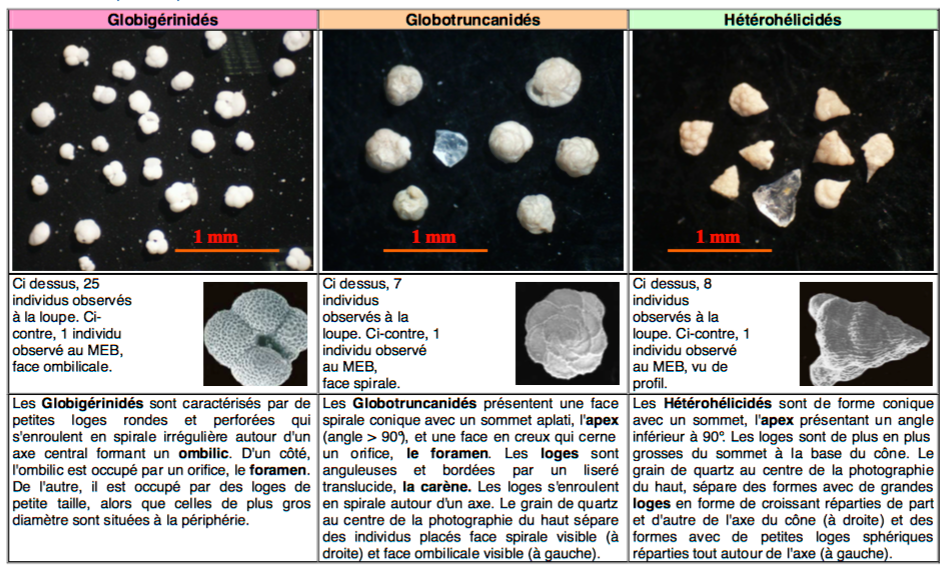 Globigérinidés
Globotruncanidés
Hétérohélicidés
1 mm
1 mm
1 mm
Ci dessus, 25
individus observés
à la loupe. Ci-
contre, 1 individu
observé au MEB,
face ombilicale.
Ci dessus, 7
individus
observés à la
loupe. Ci-contre, 1
individu observé
au MEB,
face spirale.
Ci dessus, 8
individus
observés à la
loupe. Ci-contre, 1
individu observé
au MEB, vu de
profil.
Les Globigérinidés sont caractérisés par de
petites loges rondes et perforées qui
s'enroulent en spirale irrégulière autour d'un
axe central formant un ombilic. D'un côté,
l'ombilic est occupé par un orifice, le foramen.
De l'autre, il est occupé par des loges de
petite taille, alors que celles de plus gros
diamètre sont situées à la périphérie.
Les Globotruncanidés présentent une face
spirale conique avec un sommet aplati, l'apex
(angle > 90°), et une face en creux qui cerne
un orifice, le foramen. Les loges sont
anguleuses et bordées par un liseré
translucide, la carène. Les loges s'enroulent
en spirale autour d'un axe. Le grain de quartz
au centre de la photographie du haut sépare
des individus placés face spirale visible (à
droite) et face ombilicale visible (à gauche).
Les Hétérohélicidés sont de forme conique
avec un sommet, l'apex présentant un angle
inférieur à 90°. Les loges sont de plus en plus
grosses du sommet à la base du cône. Le
grain de quartz au centre de la photographie
du haut, sépare des formes avec de grandes
loges en forme de croissant réparties de part
et d'autre de l'axe du cône (à droite) et des
formes avec de petites loges sphériques
réparties tout autour de l'axe (à gauche).